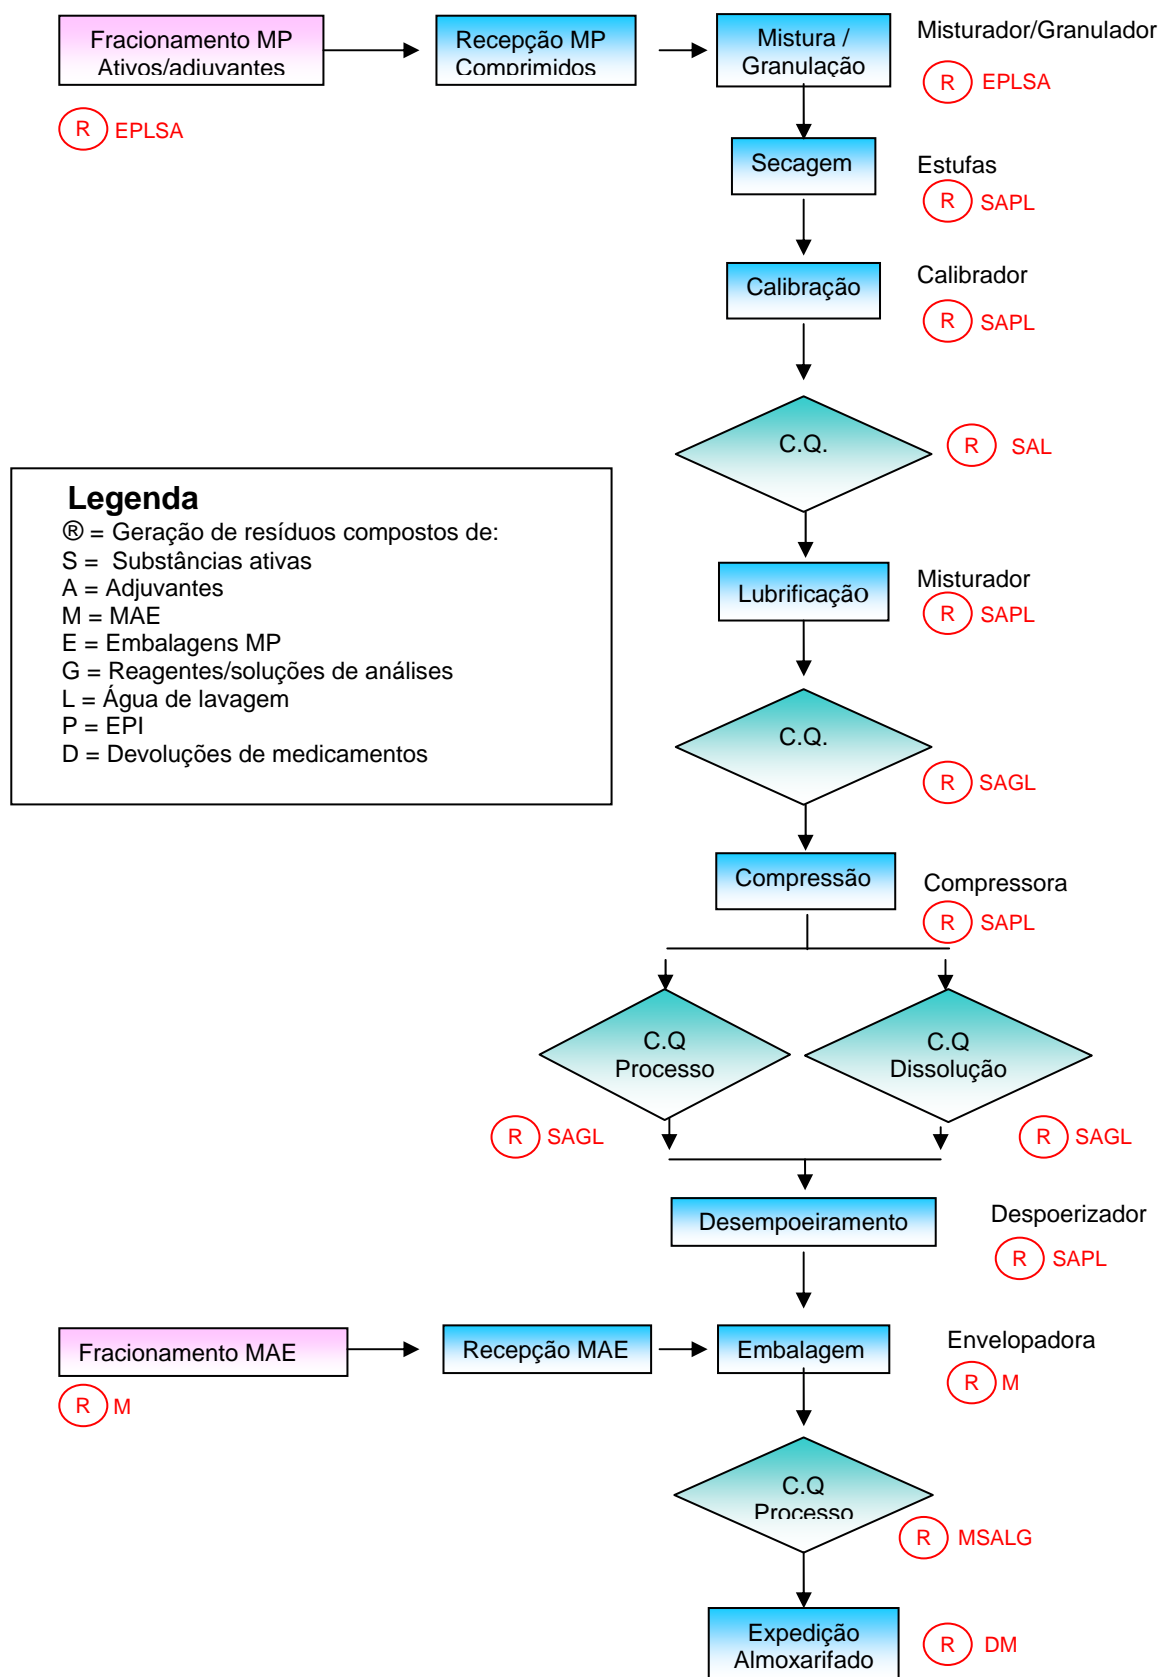 Fracionamento MP
Ativos/adjuvantes
R EPLSA
Recepção MP
Comprimidos
Mistura /
Granulação
Misturador/Granulador
R EPLSA
Secagem
Estufas
R SAPL
Calibração
Calibrador
R SAPL
C.Q.
R SAL
Legenda
® = Geração de resíduos compostos de:
S = Substâncias ativas
A = Adjuvantes
M = MAE
E = Embalagens MP
G = Reagentes/soluções de análises
L = Água de lavagem
P = EPI
D = Devoluções de medicamentos
Lubrificação
Misturador
R SAPL
C.Q.
R SAGL
Compressão
Compressora
R SAPL
C.Q
Processo
R SAGL
C.Q
Dissolução
R SAGL
Desempoeiramento
Despoerizador
R SAPL
Fracionamento MAE
R M
Recepção MAE
Embalagem
Envelopadora
R M
C.Q
Processo
R MSALG
Expedição
Almoxarifado
R DM